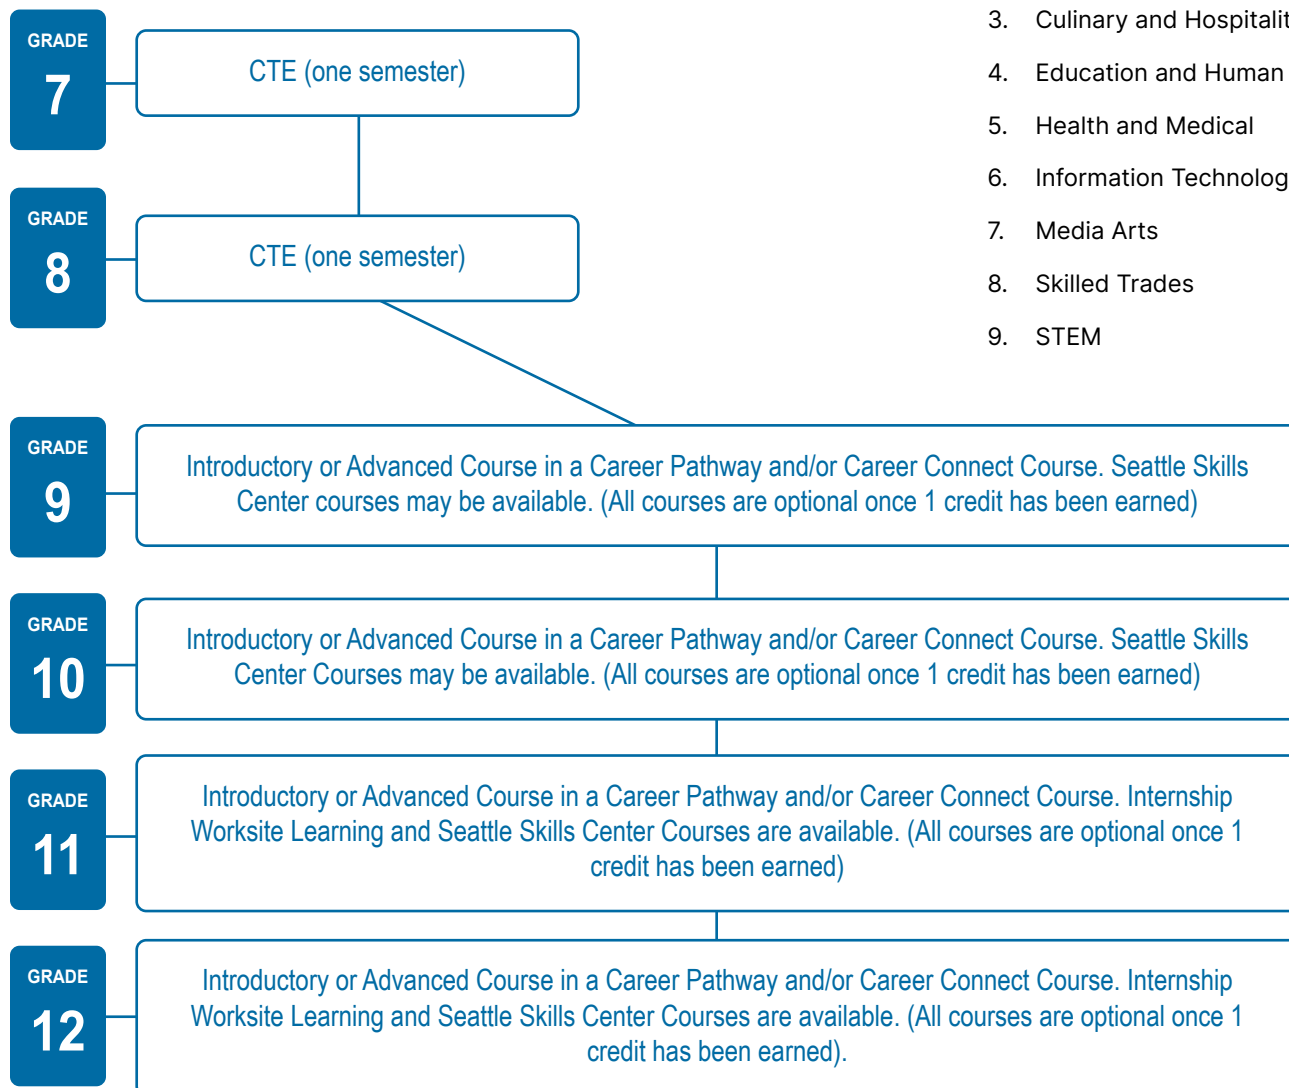 GRADE
7
CTE (one semester)
GRADE
8
CTE (one semester)
GRADE
9
Introductory or Advanced Course in a Career Pathway and/or Career Connect Course. Seattle Skills
Center courses may be available. (All courses are optional once 1 credit has been earned)
GRADE
10
Introductory or Advanced Course in a Career Pathway and/or Career Connect Course. Seattle Skills
Center Courses may be available. (All courses are optional once 1 credit has been earned)
GRADE
11
Introductory or Advanced Course in a Career Pathway and/or Career Connect Course. Internship
Worksite Learning and Seattle Skills Center Courses are available. (All courses are optional once 1
credit has been earned)
GRADE
12
Introductory or Advanced Course in a Career Pathway and/or Career Connect Course. Internship
Worksite Learning and Seattle Skills Center Courses are available. (All courses are optional once 1
credit has been earned).
3. Culinary and
4. Education and Human
5. Health and Medical
6. Information
7. Media Arts
8. Skilled Trades
9. STEM